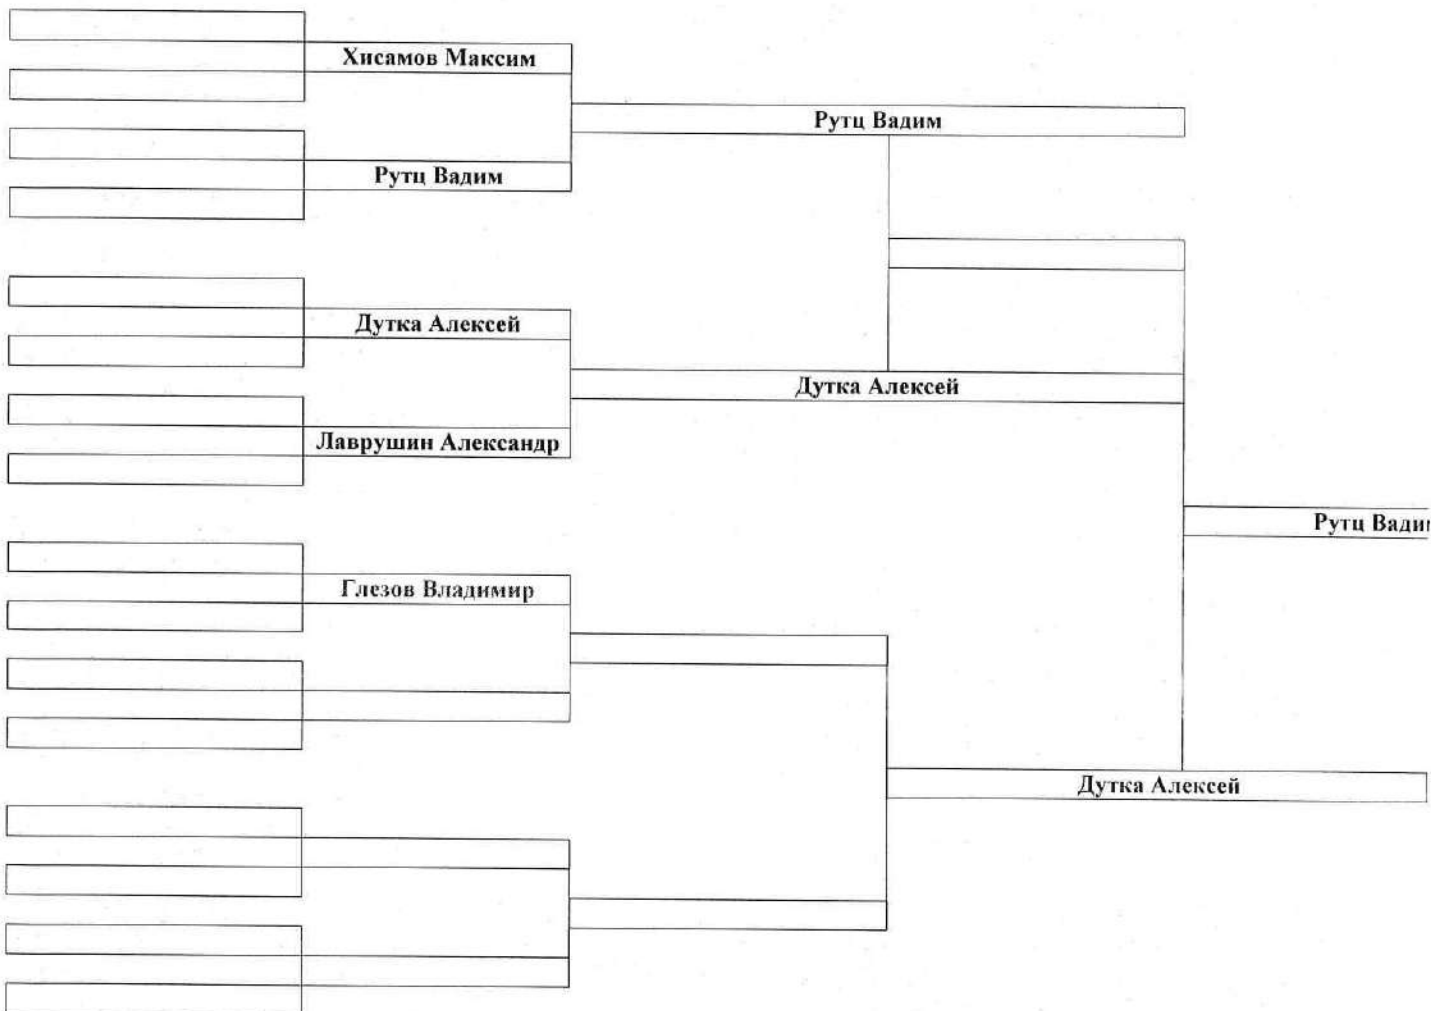 Хисамов Максим
Рутц Вадим
Рутц Вадим
Дутка Алексей
Дутка Алексей
Лаврушин Александр
Рутц Вади
Глезов Владимир
Дутка Алексей